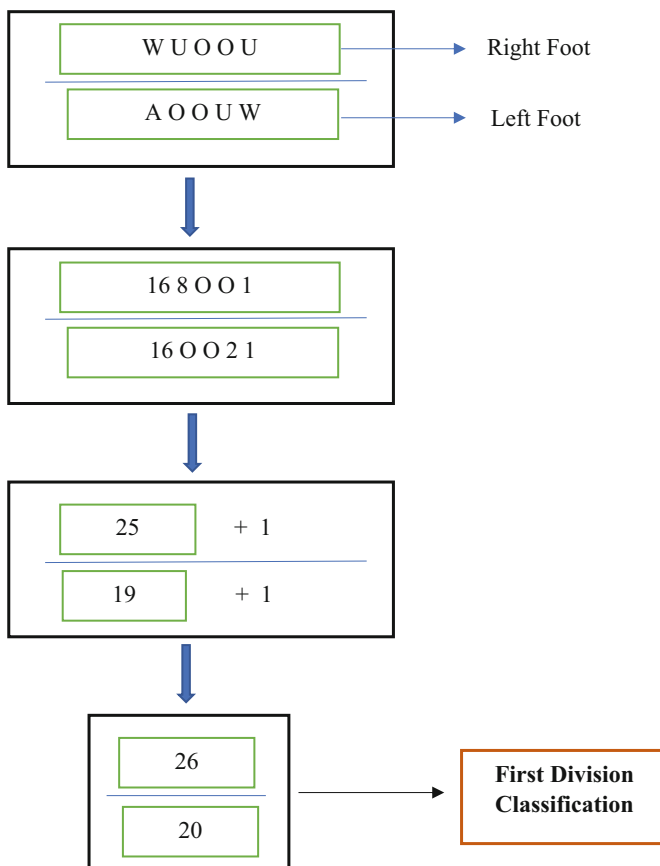 W U O O U
Right Foot
A O O U W
Left Foot
16 8 O O 1
16 O O 2 1
25 + 1
19 + 1
26
20
First Division
Classification